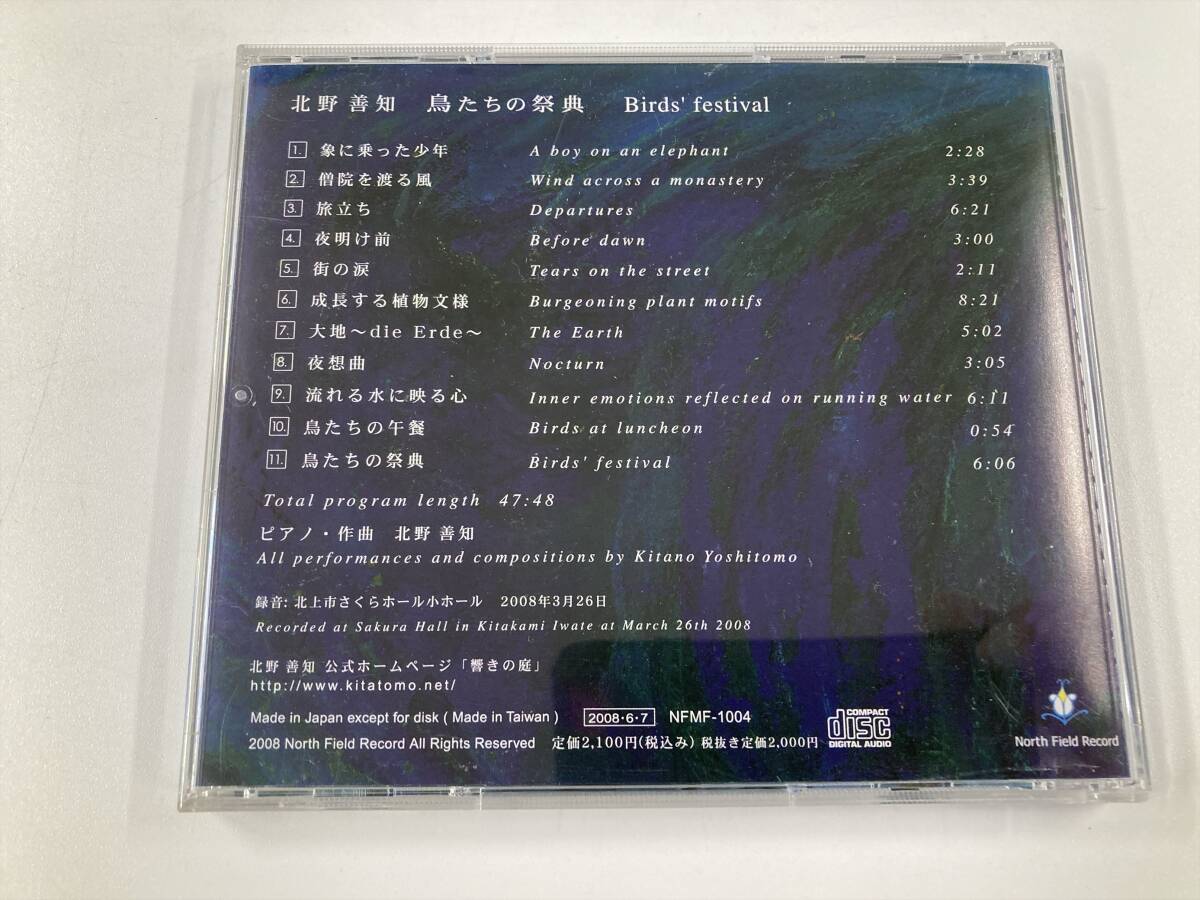 北野 善知　鳥たちの祭典　Birds' festival
1. 象に乗った少年 A boy on an elephant 2:28
2. 僧院を渡る風 Wind across a monastery 3:39
3. 旅立ち Departures 6:21
4. 夜明け前 Before dawn 3:00
5. 街の涙 Tears on the street 2:11
6. 成長する植物文様 Burgeoning plant motifs 8:21
7. 大地〜die Erde〜 The Earth 5:02
8. 夜想曲 Nocturn 3:05
9. 流れる水に映る心 Inner emotions reflected on running water 6:11
10. 鳥たちの午餐 Birds at luncheon 0:54
11. 鳥たちの祭典 Birds' festival 6:06
Total program length 47:48
ピアノ・作曲　北野 善知
All performances and compositions by Kitano Yoshitomo
録音: 北上市さくらホール小ホール　2008年3月26日
Recorded at Sakura Hall in Kitakami Iwate at March 26th 2008
北野 善知 公式ホームページ「響きの庭」
http://www.kitatomo.net/
Made in Japan except for disk ( Made in Taiwan ) 2008・6・7 NFMF-1004
COMPACT disc DIGITAL AUDIO
2008 North Field Record All Rights Reserved 定価2,100円(税込み) 税抜き定価2,000円
North Field Record